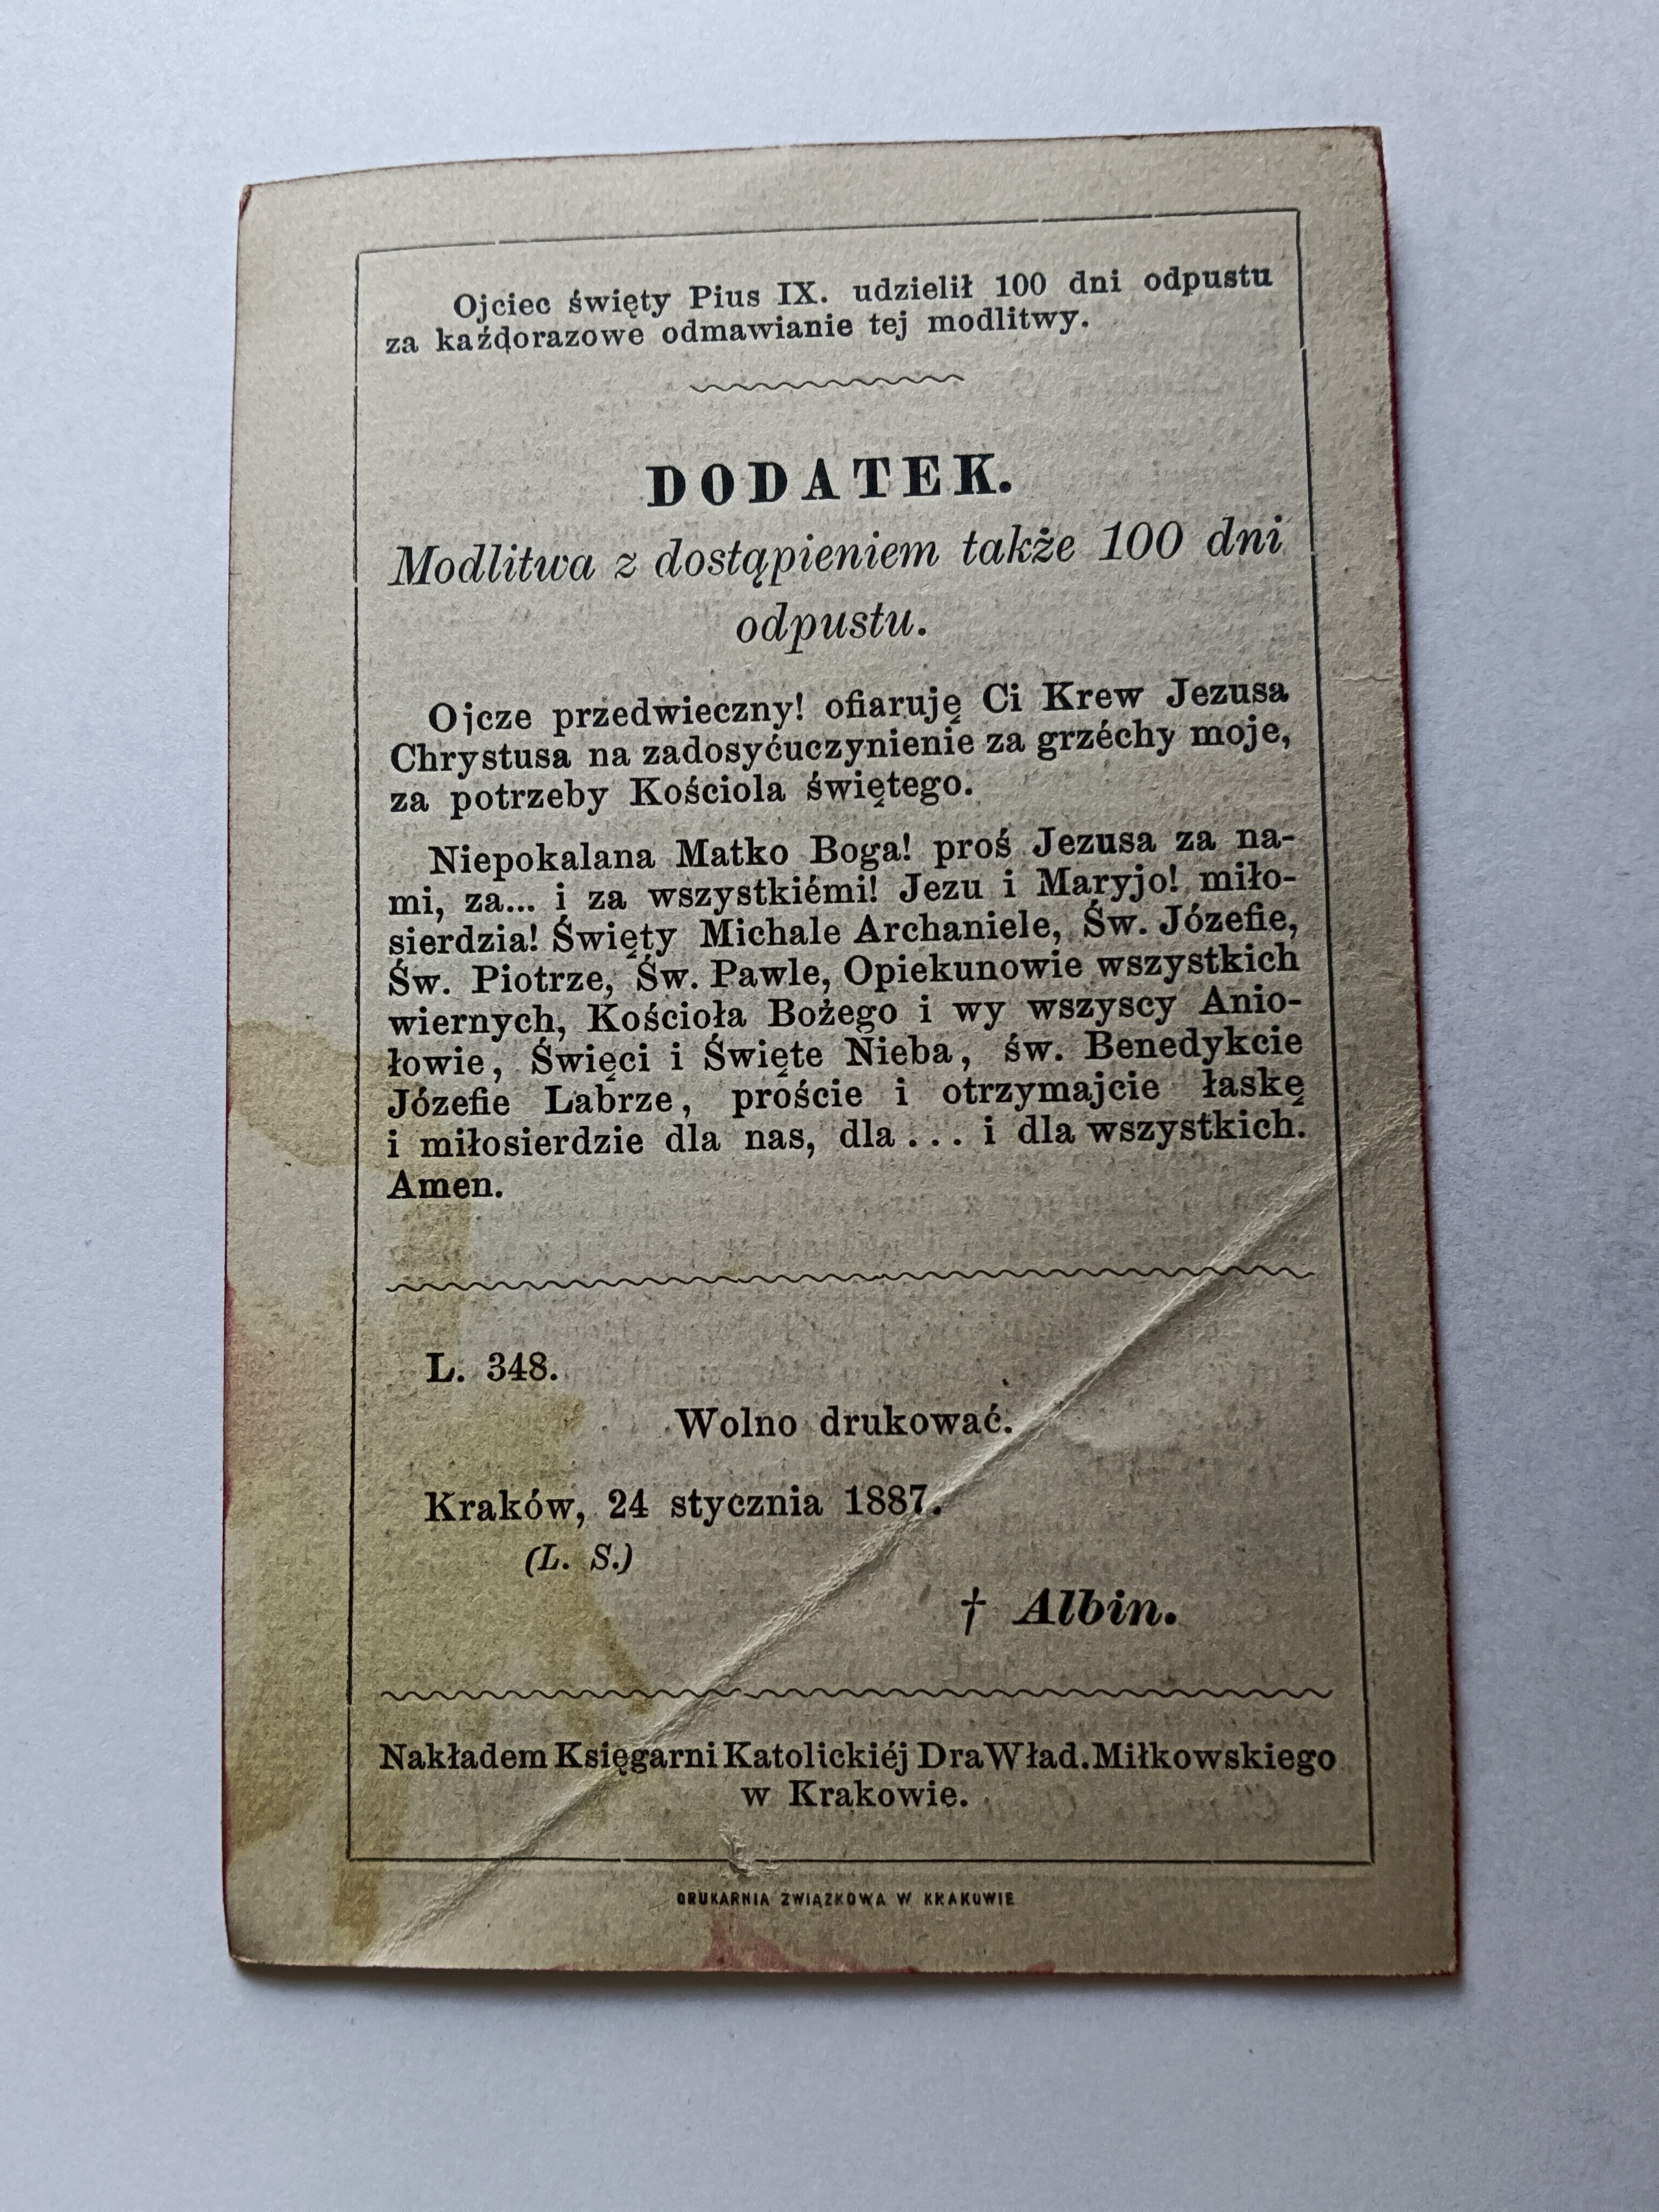 Ojciec święty Pius IX. udzielił 100 dni odpustu
za każdorazowe odmawianie tej modlitwy.
DODATEK.
Modlitwa z dostąpieniem także 100 dni
odpustu.
Ojcze przedwieczny! ofiaruję Ci Krew Jezusa
Chrystusa na zadosyćuczynienie za grzéchy moje,
za potrzeby Kościola świętego.
Niepokalana Matko Boga! proś Jezusa za na-
mi, za... i za wszystkiémi! Jezu i Maryjo! miło-
sierdzia! Święty Michale Archaniele, Św. Józefie,
Św. Piotrze, Św. Pawle, Opiekunowie wszystkich
wiernych, Kościoła Bożego i wy wszyscy Anio-
łowie, Święci i Święte Nieba, św. Benedykcie
Józefie Labrze, proście i otrzymajcie łaskę
i miłosierdzie dla nas, dla... i dla wszystkich.
Amen.
L. 348.
Wolno drukować.
Kraków, 24 stycznia 1887.
(L. S.)
† Albin.
Nakładem Księgarni Katolickiéj Dra Wład. Miłkowskiego
w Krakowie.
DRUKARNIA ZWIĄZKOWA W KRAKOWIE